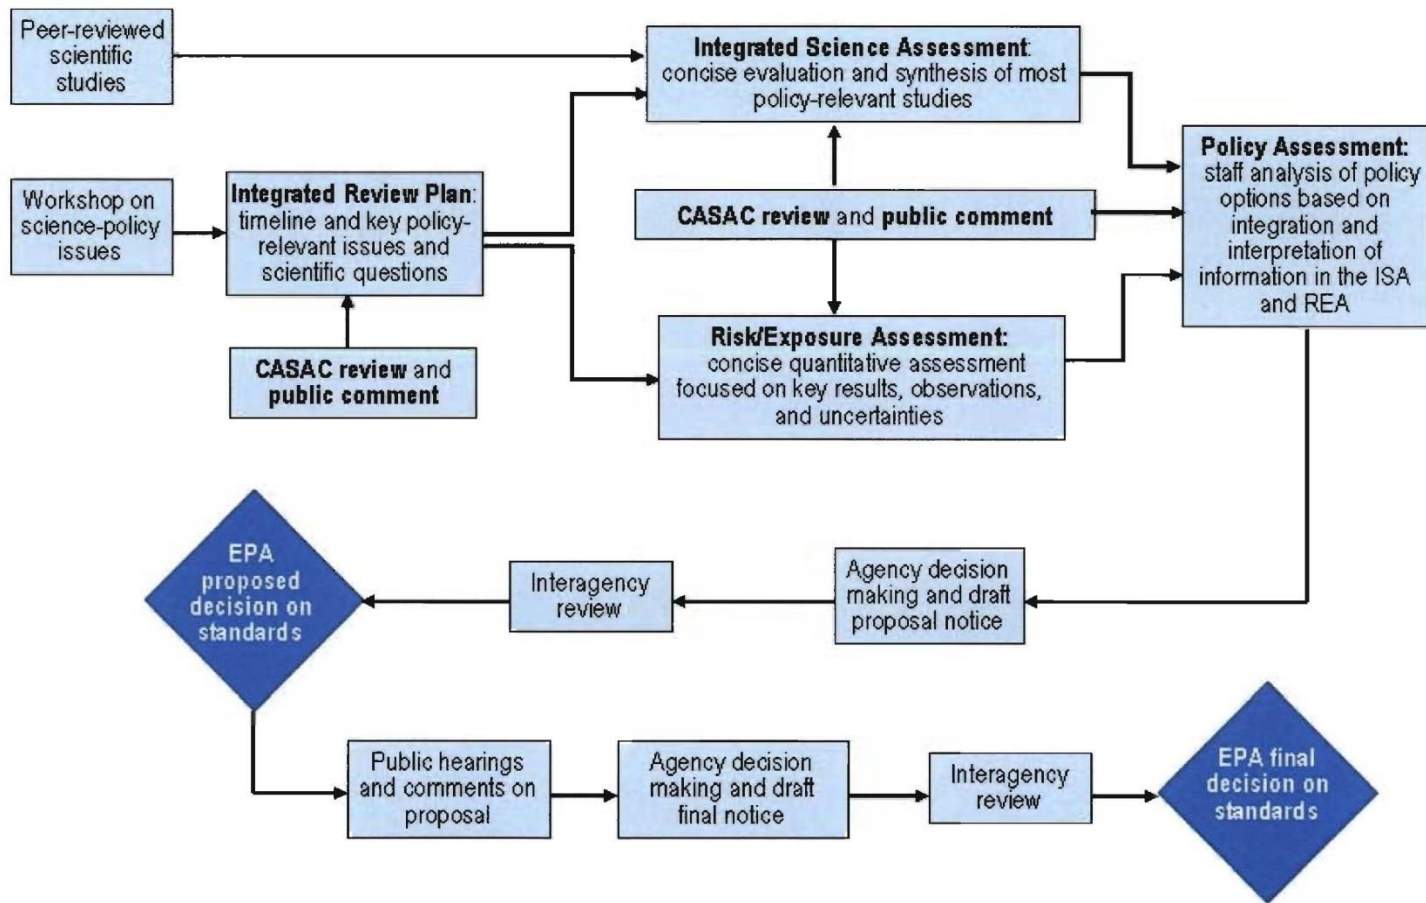 Peer-reviewed
scientific
studies
Integrated Science Assessment:
concise evaluation and synthesis of most
policy-relevant studies
Workshop on
science-policy
issues
Integrated Review Plan:
timeline and key policy-
relevant issues and
scientific questions
CASAC review and public comment
Policy Assessment:
staff analysis of policy
options based on
integration and
interpretation of
information in the ISA
and REA
CASAC review and
public comment
Risk/Exposure Assessment:
concise quantitative assessment
focused on key results, observations,
and uncertainties
EPA
proposed
decision on
standards
Interagency
review
Agency decision
making and draft
proposal notice
Public hearings
and comments on
proposal
Agency decision
making and draft
final notice
Interagency
review
EPA final
decision on
standards